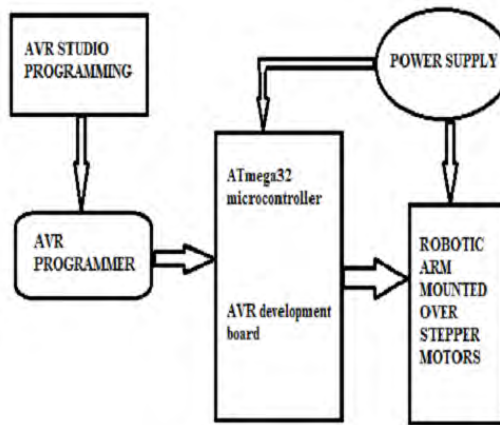 AVR STUDIO
PROGRAMMING
POWER SUPPLY
ATmega32
microcontroller
AVR
PROGRAMMER
AVR development
board
ROBOTIC
ARM
MOUNTED
OVER
STEPPER
MOTORS